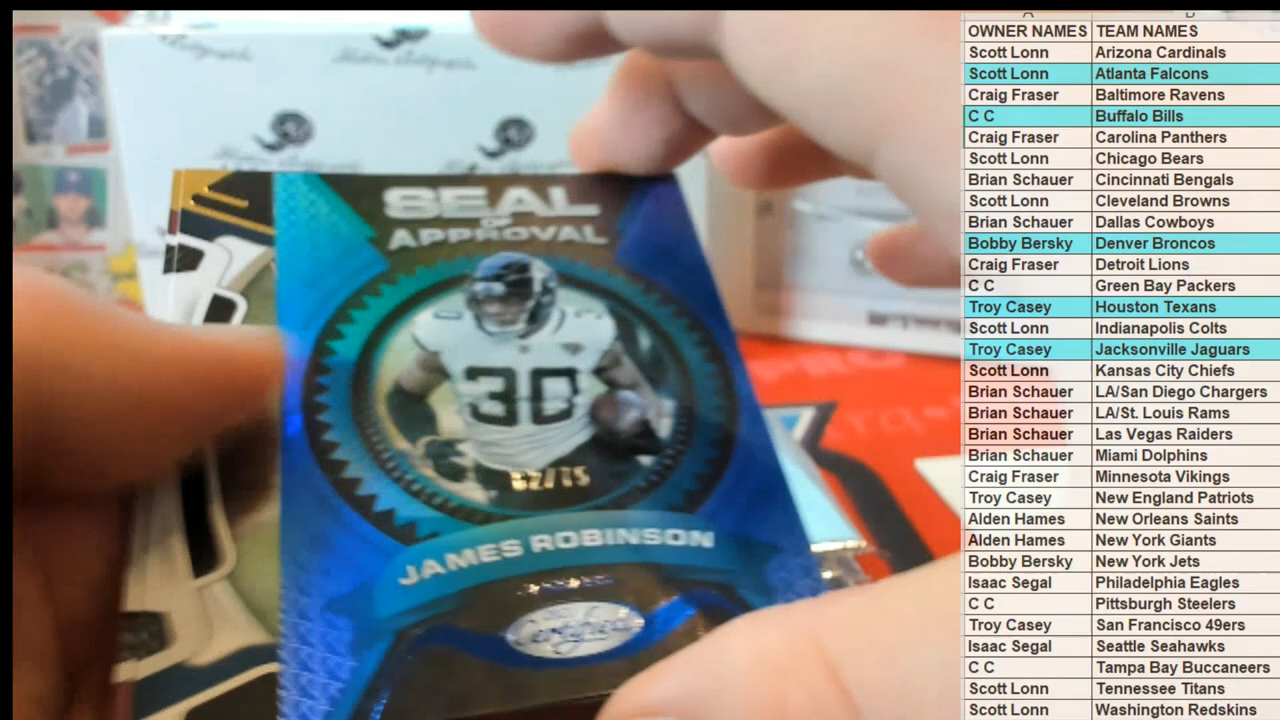 SEAL
OF
APPROVAL
30
02/75
JAMES ROBINSON
Certified
A B
OWNER NAMES TEAM NAMES
Scott Lonn Arizona Cardinals
Scott Lonn Atlanta Falcons
Craig Fraser Baltimore Ravens
C C Buffalo Bills
Craig Fraser Carolina Panthers
Scott Lonn Chicago Bears
Brian Schauer Cincinnati Bengals
Scott Lonn Cleveland Browns
Brian Schauer Dallas Cowboys
Bobby Bersky Denver Broncos
Craig Fraser Detroit Lions
C C Green Bay Packers
Troy Casey Houston Texans
Scott Lonn Indianapolis Colts
Troy Casey Jacksonville Jaguars
Scott Lonn Kansas City Chiefs
Brian Schauer LA/San Diego Chargers
Brian Schauer LA/St. Louis Rams
Brian Schauer Las Vegas Raiders
Brian Schauer Miami Dolphins
Craig Fraser Minnesota Vikings
Troy Casey New England Patriots
Alden Hames New Orleans Saints
Alden Hames New York Giants
Bobby Bersky New York Jets
Isaac Segal Philadelphia Eagles
C C Pittsburgh Steelers
Troy Casey San Francisco 49ers
Isaac Segal Seattle Seahawks
C C Tampa Bay Buccaneers
Scott Lonn Tennessee Titans
Scott Lonn Washington Redskins